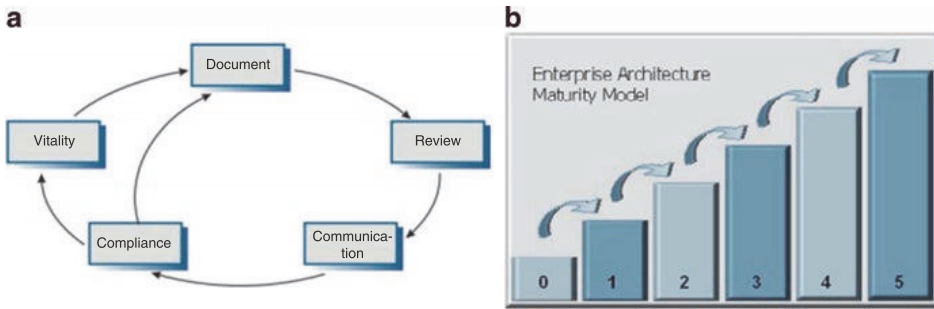 a
Document
Vitality
Review
Compliance
Communica-
tion
b
Enterprise Architecture
Maturity Model
0
1
2
3
4
5